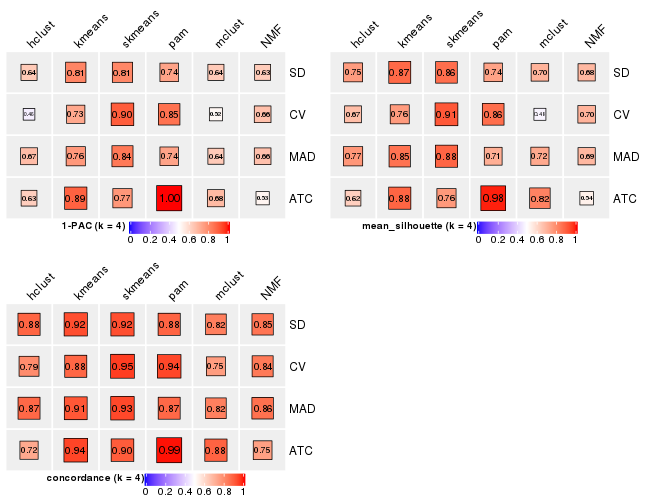 hclust kmeans skmeans pam mclust NMF
0.64 0.81 0.81 0.74 0.64 0.63 SD
0.73 0.90 0.85 0.52 0.66 CV
0.67 0.76 0.84 0.74 0.64 0.66 MAD
0.63 0.89 0.77 1.00 0.68 0.53 ATC
1-PAC (k = 4)
0 0.2 0.4 0.6 0.8 1
hclust kmeans skmeans pam mclust NMF
0.75 0.87 0.86 0.74 0.70 0.68 SD
0.67 0.76 0.91 0.86 0.70 CV
0.77 0.85 0.88 0.71 0.72 0.69 MAD
0.62 0.88 0.76 0.98 0.82 0.54 ATC
mean_silhouette (k = 4)
0 0.2 0.4 0.6 0.8 1
hclust kmeans skmeans pam mclust NMF
0.88 0.92 0.92 0.88 0.82 0.85 SD
0.79 0.88 0.95 0.94 0.75 0.84 CV
0.87 0.91 0.93 0.87 0.82 0.86 MAD
0.72 0.94 0.90 0.99 0.88 0.75 ATC
concordance (k = 4)
0 0.2 0.4 0.6 0.8 1